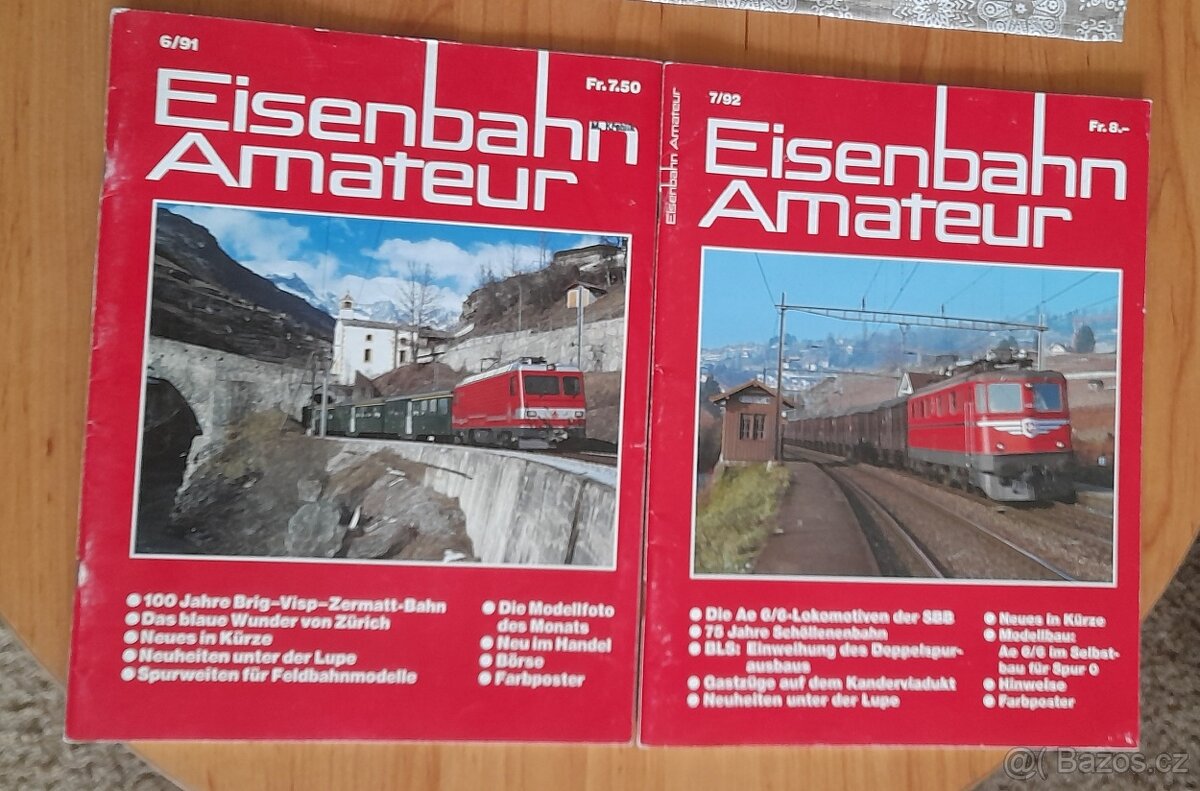 6/91
Fr. 7.50
Eisenbahn
Amateur
100 Jahre Brig–Visp–Zermatt-Bahn
Das blaue Wunder von Zürich
Neues in Kürze
Neuheiten unter der Lupe
Spurweiten für Feldbahnmodelle
Die Modellfoto
des Monats
Neu im Handel
Börse
Farbposter
Eisenbahn Amateur
7/92
Fr. 8.–
Eisenbahn
Amateur
Die Ae 6/6-Lokomotiven der SBB
75 Jahre Schöllenenbahn
BLS: Einweihung des Doppelspur-
ausbaus
Gastzüge auf dem Kanderviadukt
Neuheiten unter der Lupe
Neues in Kürze
Modellbau:
Ae 6/6 im Selbst-
bau für Spur 0
Hinweise
Farbposter
@( Bazos.cz